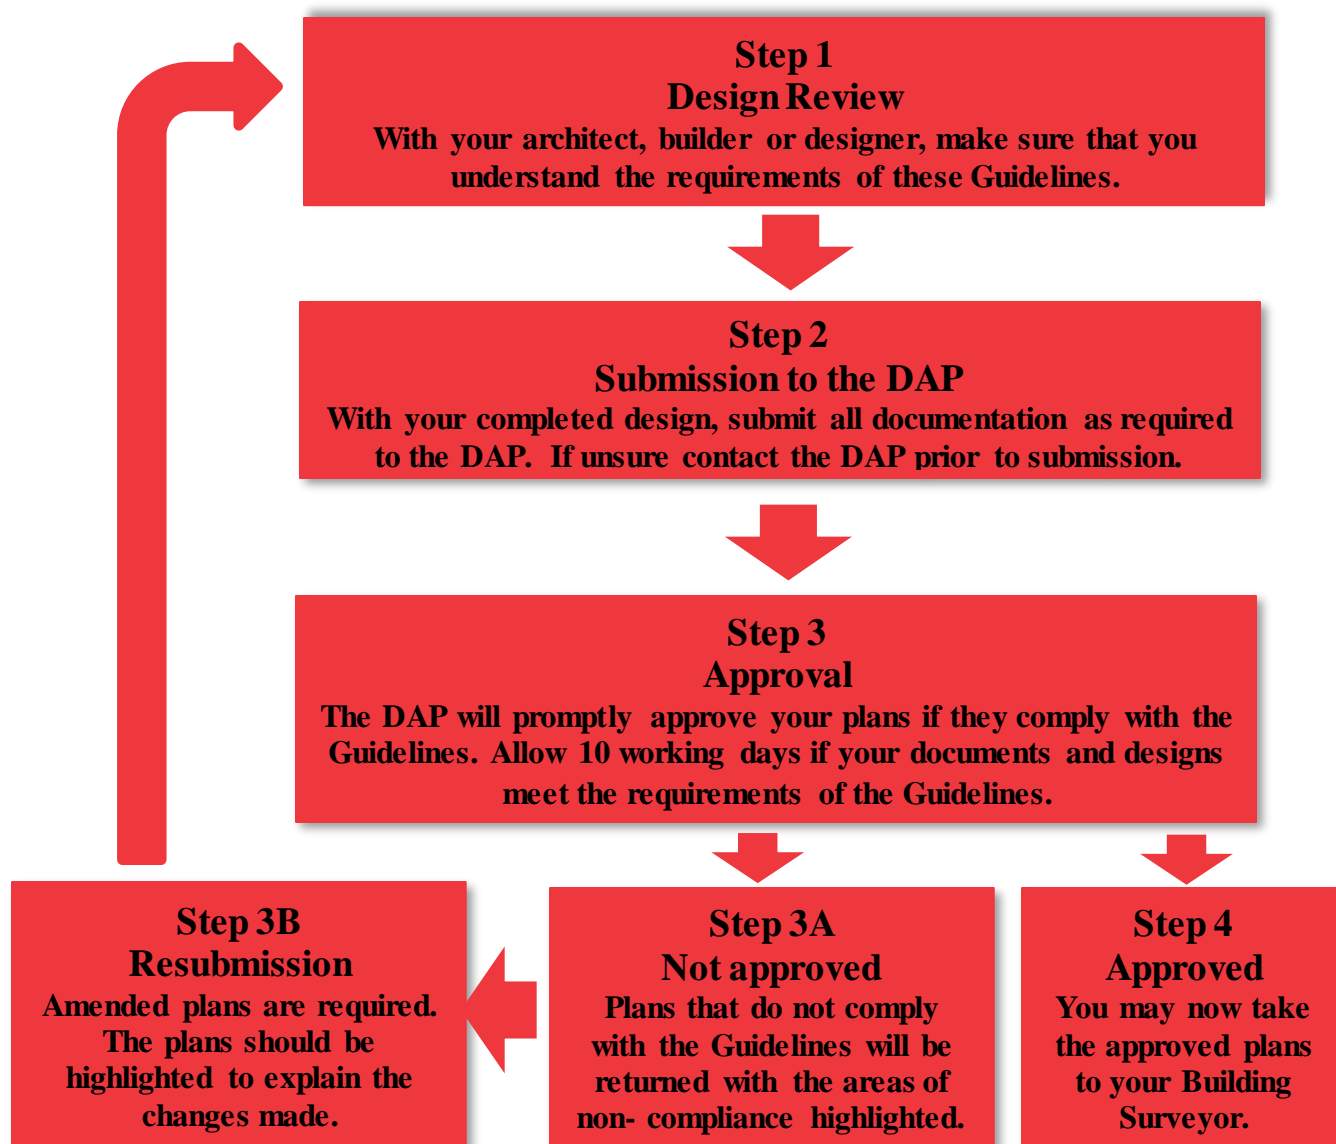 Step 1
Design Review
With your architect, builder or designer, make sure that you
understand the requirements of these Guidelines.
Step 2
Submission to the DAP
With your completed design, submit all documentation as required
to the DAP. If unsure contact the DAP prior to submission.
Step 3
Approval
The DAP will promptly approve your plans if they comply with the
Guidelines. Allow 10 working days if your documents and designs
meet the requirements of the Guidelines.
Step 3B
Resubmission
Amended plans are required.
The plans should be
highlighted to explain the
changes made.
Step 3A
Not approved
Plans that do not comply
with the Guidelines will be
returned with the areas of
non- compliance highlighted.
Step 4
Approved
You may now take
the approved plans
to your Building
Surveyor.